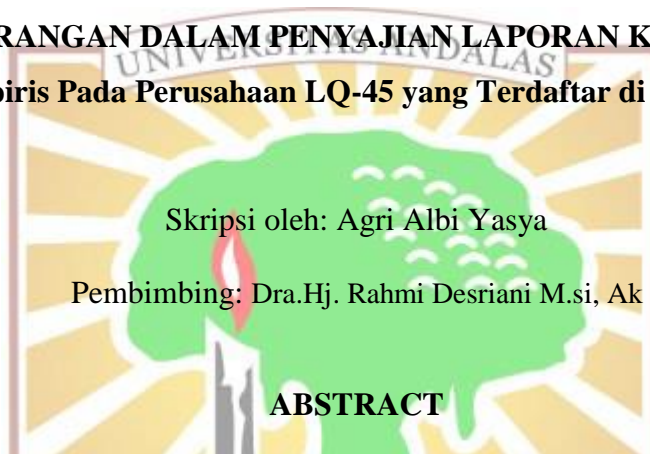 RANGAN DALAM PENYAJIAN LAPORAN K
UNIVERSITAS ANDALAS
iris Pada Perusahaan LQ-45 yang Terdaftar di
Skripsi oleh: Agri Albi Yasya
Pembimbing: Dra.Hj. Rahmi Desriani M.si, Ak
ABSTRACT